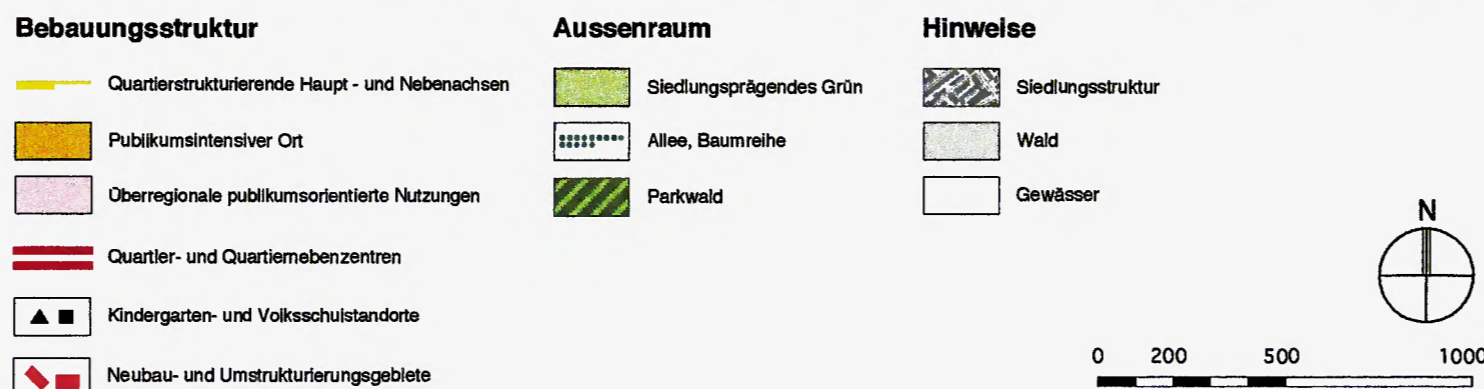 Bebauungsstruktur
Quartierstrukturierende Haupt - und Nebenachsen
Publikumsintensiver Ort
Überregionale publikumsorientierte Nutzungen
Quartier- und Quartiernebenzentren
Kindergarten- und Volksschulstandorte
Neubau- und Umstrukturierungsgebiete
Aussenraum
Siedlungsprägendes Grün
Allee, Baumreihe
Parkwald
Hinweise
Siedlungsstruktur
Wald
Gewässer
N
0 200 500 1000